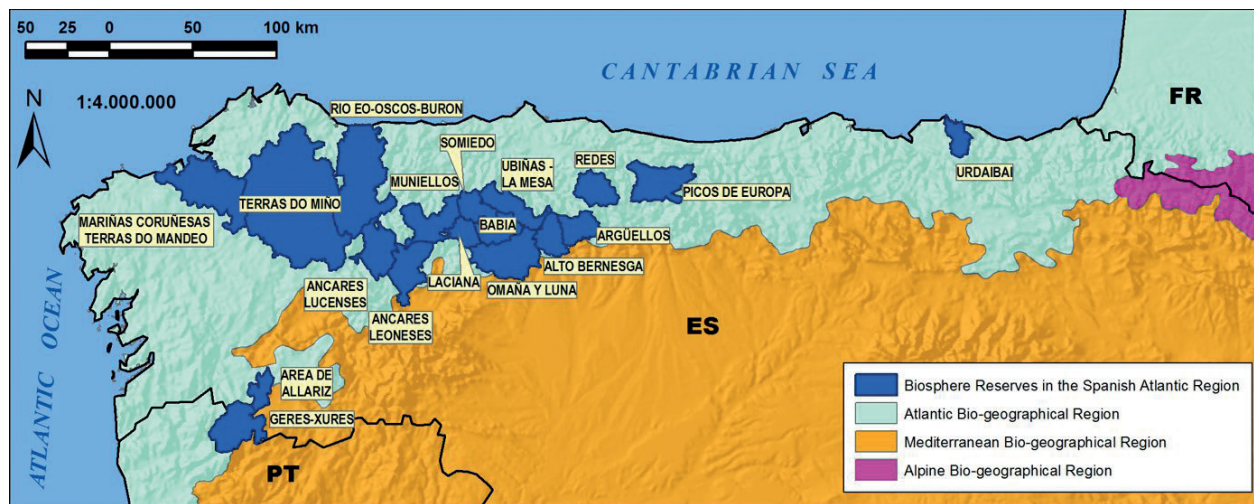 50 25 0 50 100 km
CANTABRIAN SEA
N
1:4.000.000
FR
RIO EO-OSCOS-BURON
SOMIEDO
UBIÑAS -
LA MESA
REDES
MUNIELLOS
URDAIBAI
PICOS DE EUROPA
TERRAS DO MIÑO
MARIÑAS CORUÑESAS
TERRAS DO MANDEO
BABIA
ARGÜELLOS
ALTO BERNESGA
LACIANA
OMAÑA Y LUNA
ANCARES
LUCENSES
ANCARES
LEONESES
ES
ATLANTIC OCEAN
AREA DE
ALLARIZ
GERES-XURES
PT
Biosphere Reserves in the Spanish Atlantic Region
Atlantic Bio-geographical Region
Mediterranean Bio-geographical Region
Alpine Bio-geographical Region